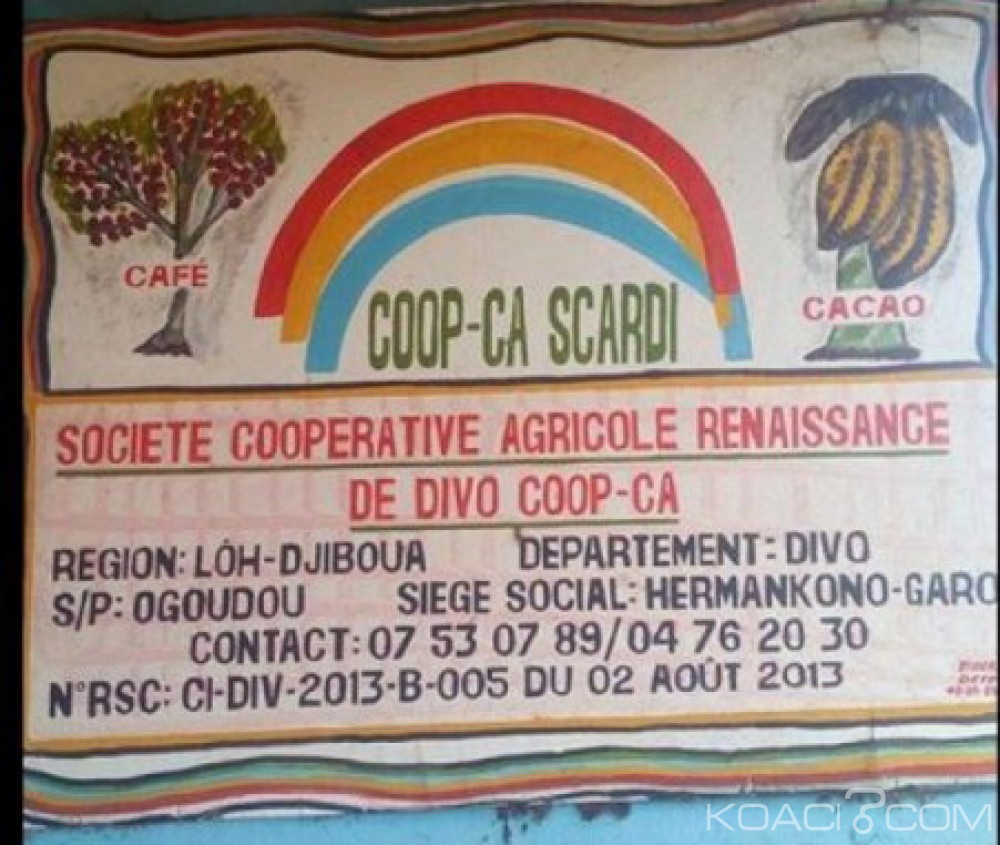 CAFÉ
CACAO
COOP-CA SCARDI
SOCIETE COOPERATIVE AGRICOLE RENAISSANCE
DE DIVO COOP-CA
REGION: LÔH-DJIBOUA DEPARTEMENT: DIVO
S/P: OGOUDOU SIEGE SOCIAL: HERMANKONO-GARO
CONTACT: 07 53 07 89/04 76 20 30
N°RSC: CI-DIV-2013-B-005 DU 02 AOÛT 2013
KOACI.COM